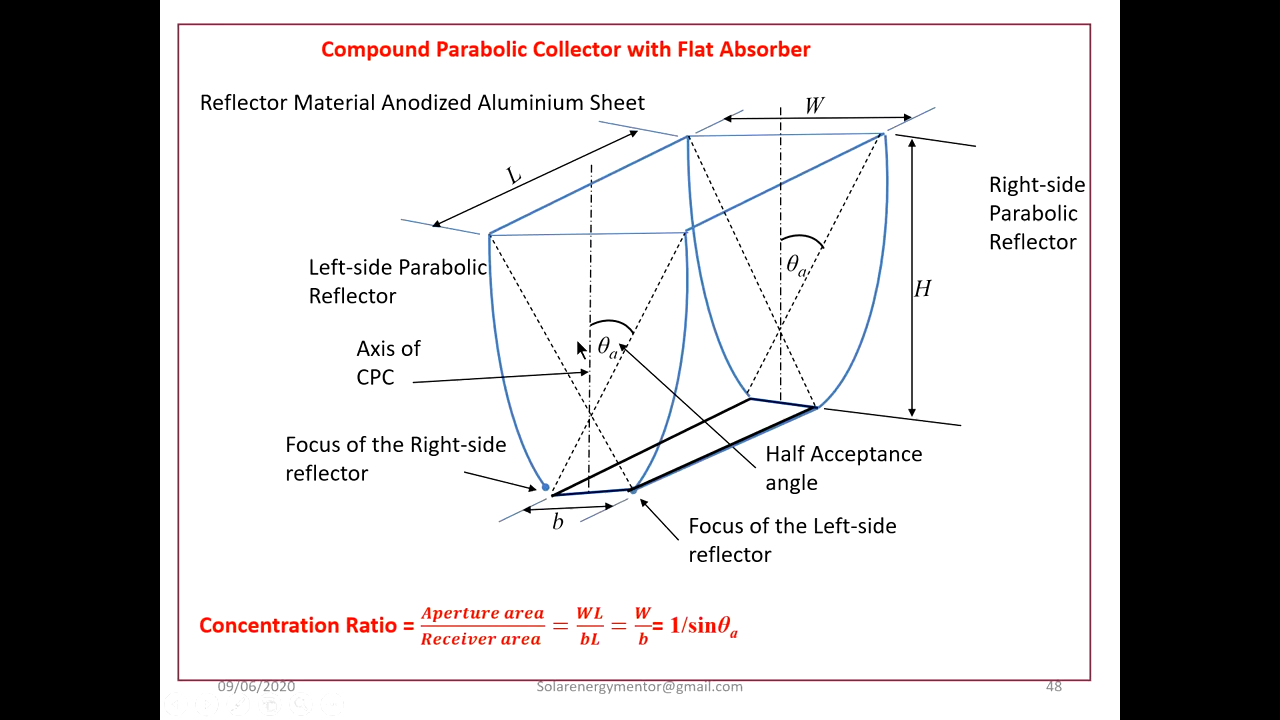 Compound Parabolic Collector with Flat Absorber
Reflector Material Anodized Aluminium Sheet
W
L
Right-side
Parabolic
Reflector
Left-side Parabolic
Reflector
θa
H
Axis of
CPC
θa
Focus of the Right-side
reflector
Half Acceptance
angle
b
Focus of the Left-side
reflector
Concentration Ratio = Aperture area / Receiver area = WL / bL = W / b = 1/sinθa
09/06/2020
Solarenergymentor@gmail.com
48